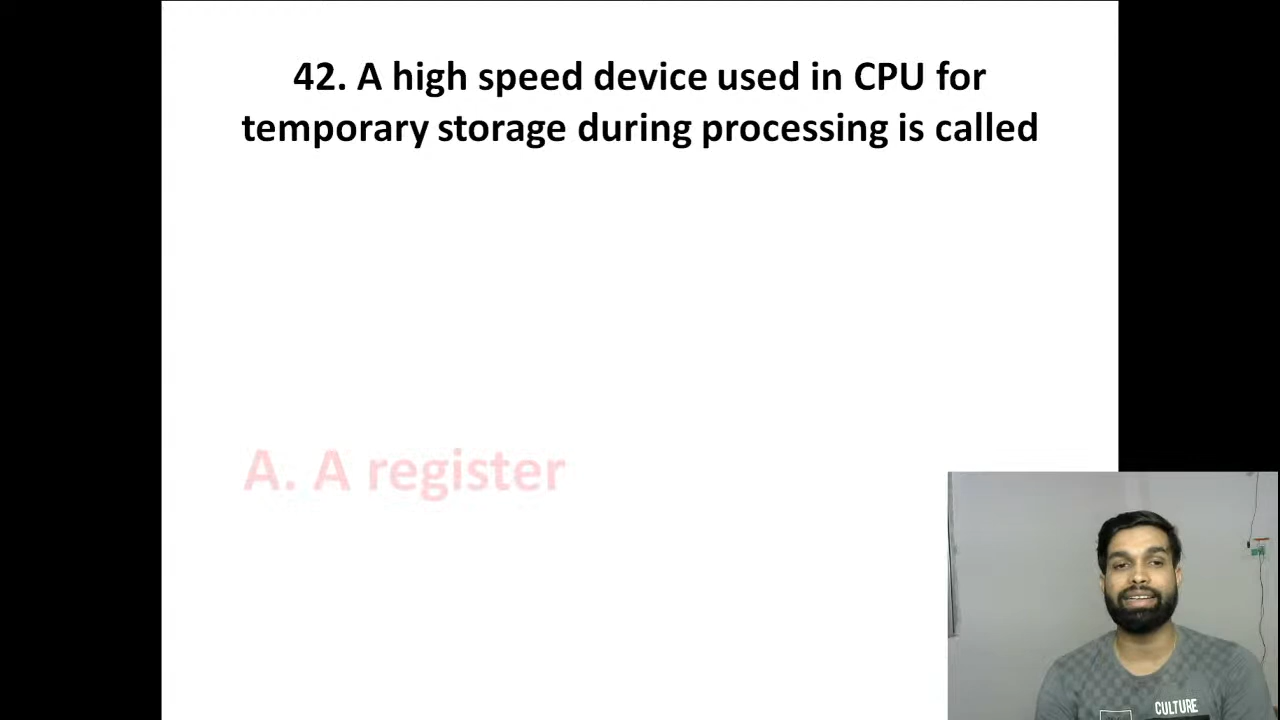 42. A high speed device used in CPU for
temporary storage during processing is called
A. A register
CULTURE